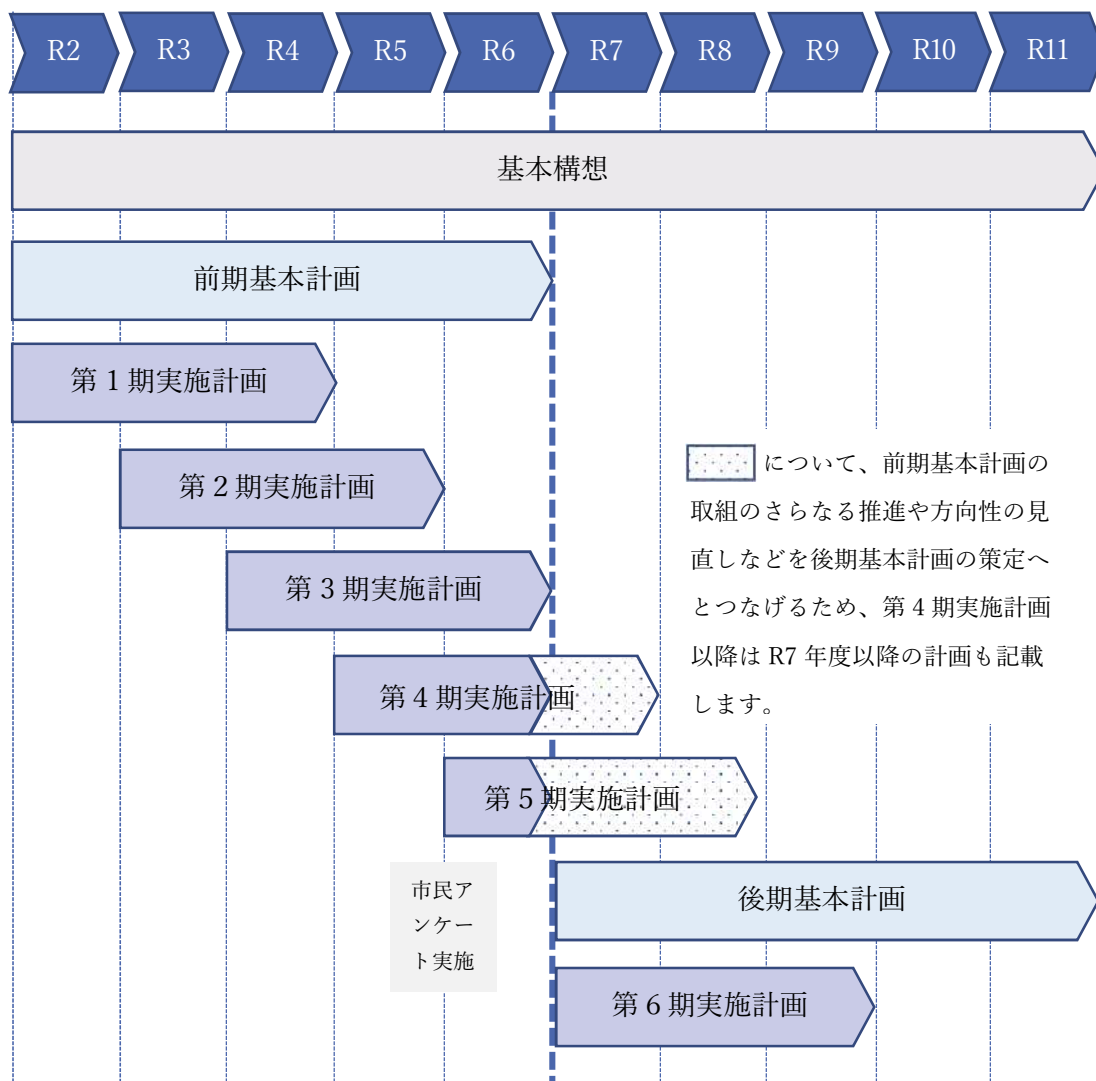 R2 R3 R4 R5 R6 R7 R8 R9 R10 R11
基本構想
前期基本計画
第１期実施計画
第２期実施計画
第３期実施計画
第４期実施計画
第５期実施計画
について、前期基本計画の
取組のさらなる推進や方向性の見
直しなどを後期基本計画の策定へ
とつなげるため、第４期実施計画
以降は R7 年度以降の計画も記載
します。
市民ア
ンケー
ト実施
後期基本計画
第６期実施計画